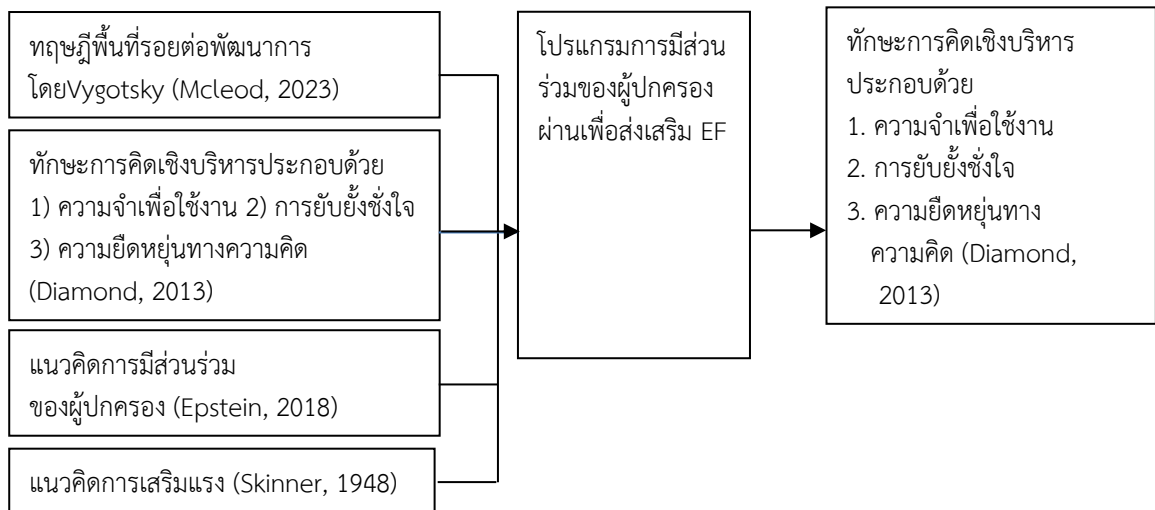 ทฤษฎีพื้นที่รอยต่อพัฒนาการ
โดยVygotsky (Mcleod, 2023)
ทักษะการคิดเชิงบริหารประกอบด้วย
1) ความจำเพื่อใช้งาน 2) การยับยั้งชั่งใจ
3) ความยืดหยุ่นทางความคิด
(Diamond, 2013)
แนวคิดการมีส่วนร่วม
ของผู้ปกครอง (Epstein, 2018)
แนวคิดการเสริมแรง (Skinner, 1948)
โปรแกรมการมีส่วน
ร่วมของผู้ปกครอง
ผ่านเพื่อส่งเสริม EF
ทักษะการคิดเชิงบริหาร
ประกอบด้วย
1. ความจำเพื่อใช้งาน
2. การยับยั้งชั่งใจ
3. ความยืดหยุ่นทาง
ความคิด (Diamond,
2013)